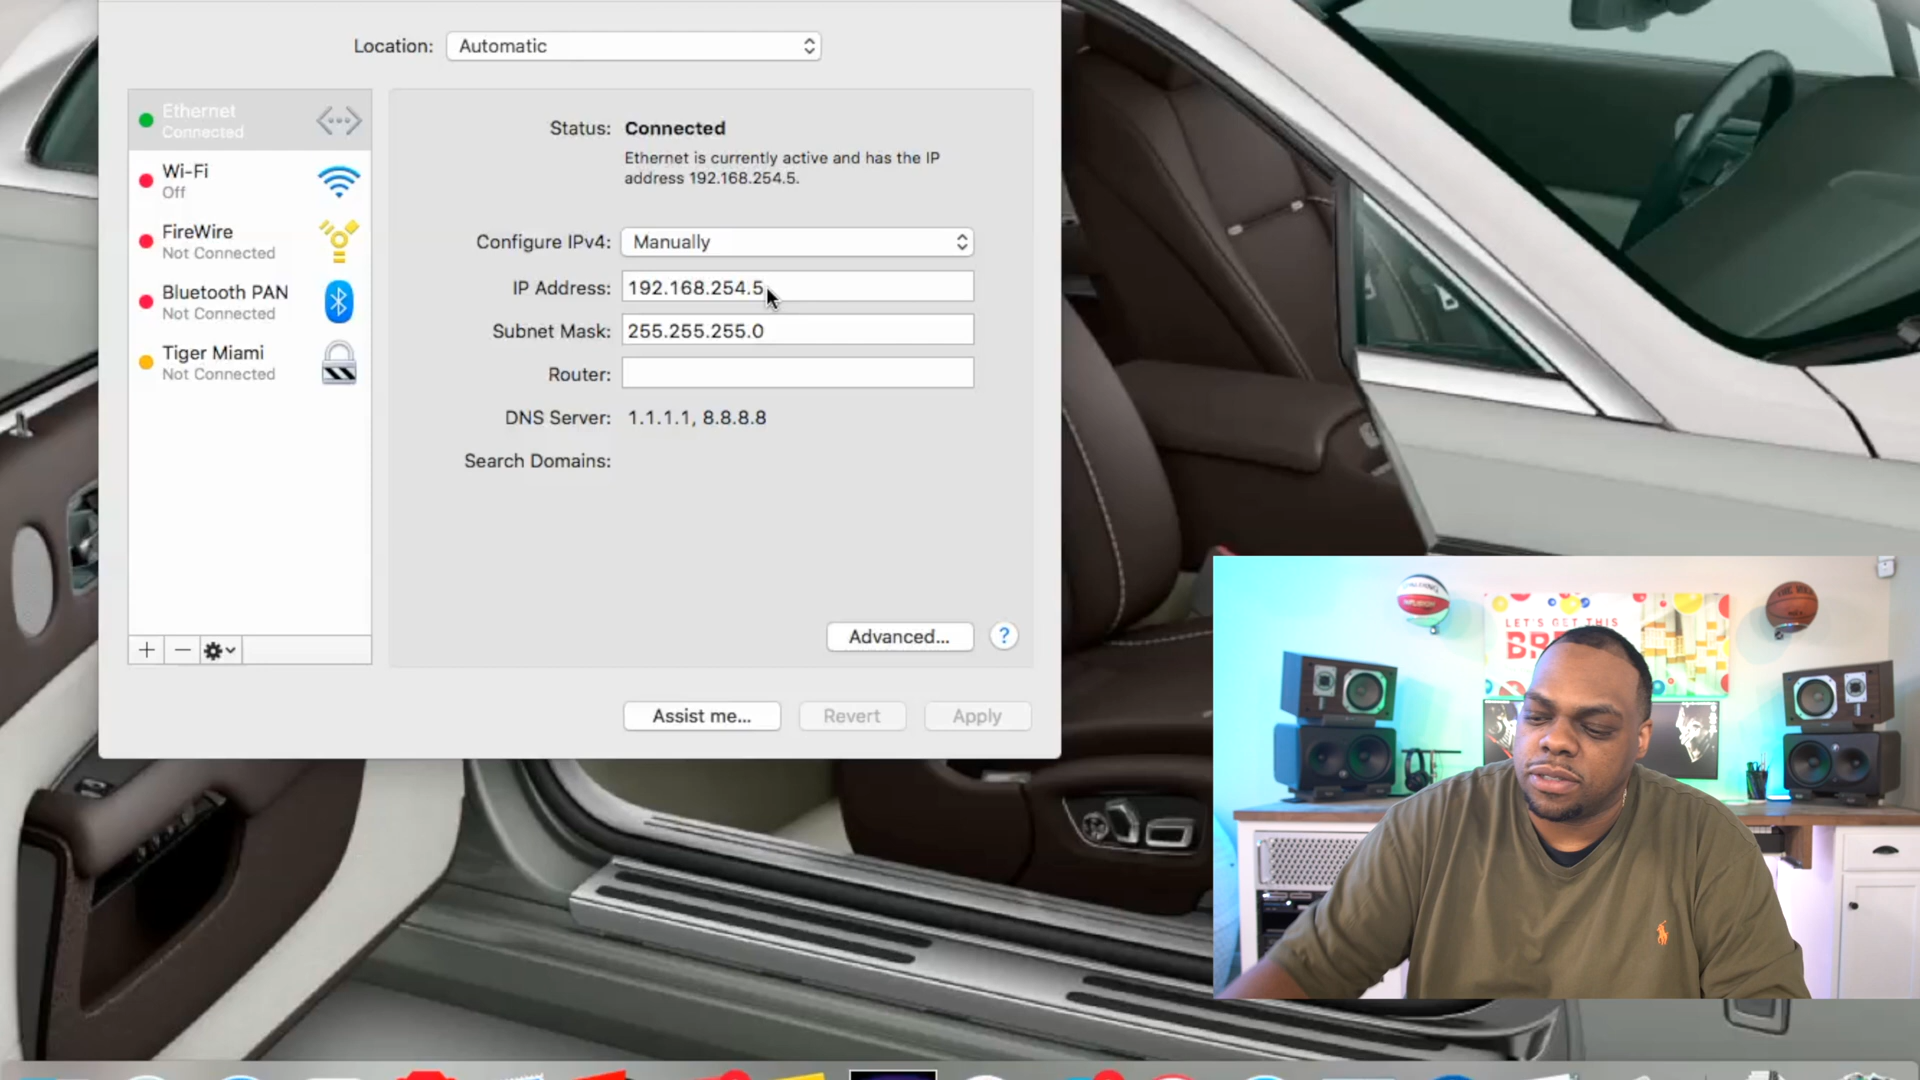 Location: Automatic
Ethernet
Connected
Wi-Fi
Off
FireWire
Not Connected
Bluetooth PAN
Not Connected
Tiger Miami
Not Connected
Status: Connected
Ethernet is currently active and has the IP
address 192.168.254.5.
Configure IPv4: Manually
IP Address: 192.168.254.5
Subnet Mask: 255.255.255.0
Router:
DNS Server: 1.1.1.1, 8.8.8.8
Search Domains:
Advanced... ?
Assist me... Revert Apply
LET'S GET THIS